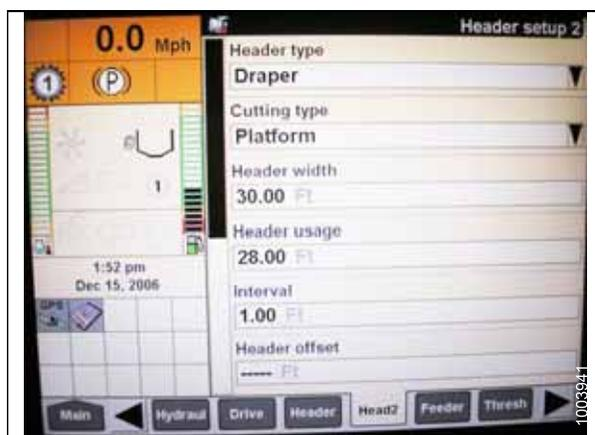 0.0 Mph
1
(P)
1
1:52 pm
Dec 15, 2006
GPS
Header setup 2
Header type
Draper
Cutting type
Platform
Header width
30.00 Ft
Header usage
28.00 Ft
Interval
1.00 Ft
Header offset
----- Ft
Main
Hydraul
Drive
Header
Head2
Feeder
Thresh
1003941